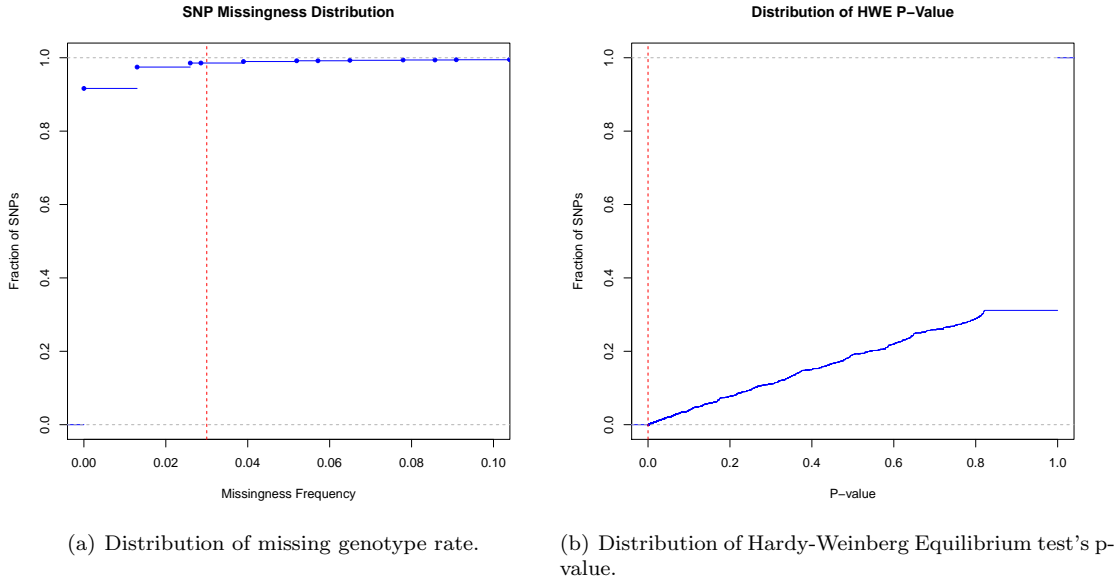 SNP Missingness Distribution
1.0
0.8
0.6
0.4
0.2
0.0
Fraction of SNPs
0.00 0.02 0.04 0.06 0.08 0.10
Missingness Frequency
(a) Distribution of missing genotype rate.
Distribution of HWE P−Value
1.0
0.8
0.6
0.4
0.2
0.0
Fraction of SNPs
0.0 0.2 0.4 0.6 0.8 1.0
P−value
(b) Distribution of Hardy-Weinberg Equilibrium test's p-
value.